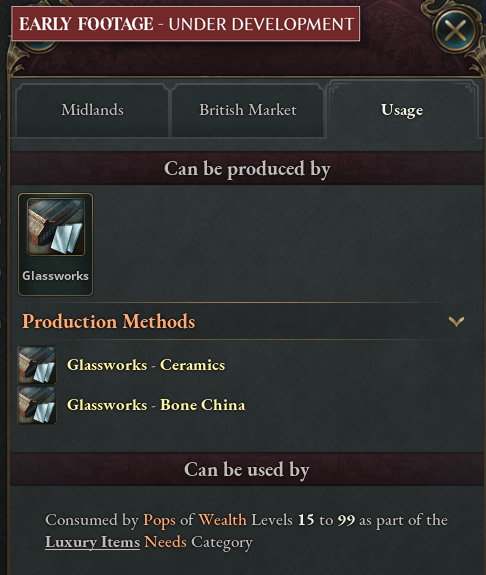 EARLY FOOTAGE - UNDER DEVELOPMENT
Midlands
British Market
Usage
Can be produced by
Glassworks
Production Methods
Glassworks - Ceramics
Glassworks - Bone China
Can be used by
Consumed by Pops of Wealth Levels 15 to 99 as part of the
Luxury Items Needs Category